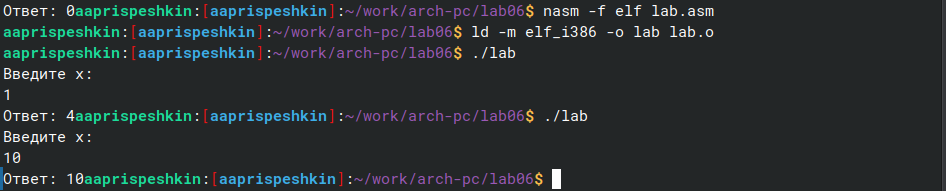 Ответ: 0aaprispeshkin:[aaprispeshkin]:~/work/arch-pc/lab06$ nasm -f elf lab.asm
aaprispeshkin:[aaprispeshkin]:~/work/arch-pc/lab06$ ld -m elf_i386 -o lab lab.o
aaprispeshkin:[aaprispeshkin]:~/work/arch-pc/lab06$ ./lab
Введите x:
1
Ответ: 4aaprispeshkin:[aaprispeshkin]:~/work/arch-pc/lab06$ ./lab
Введите x:
10
Ответ: 10aaprispeshkin:[aaprispeshkin]:~/work/arch-pc/lab06$